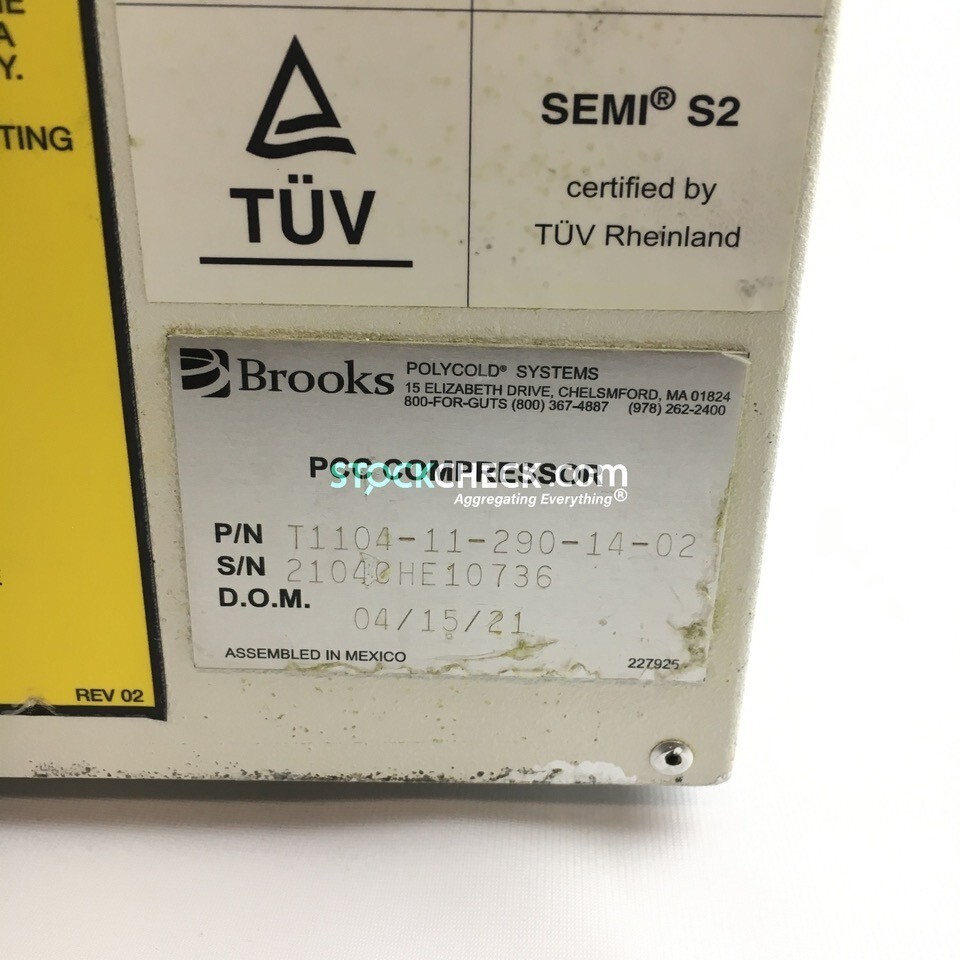 Y.
TING
TÜV
SEMI® S2
certified by
TÜV Rheinland
Brooks
POLYCOLD® SYSTEMS
15 ELIZABETH DRIVE, CHELSMFORD, MA 01824
800-FOR-GUTS (800) 367-4887 (978) 262-2400
PCC COMPRESSOR
STOCKCHECK.com
Aggregating Everything®
P/N T1104-11-290-14-02
S/N 2104CHE10736
D.O.M. 04/15/21
ASSEMBLED IN MEXICO
227925
REV 02